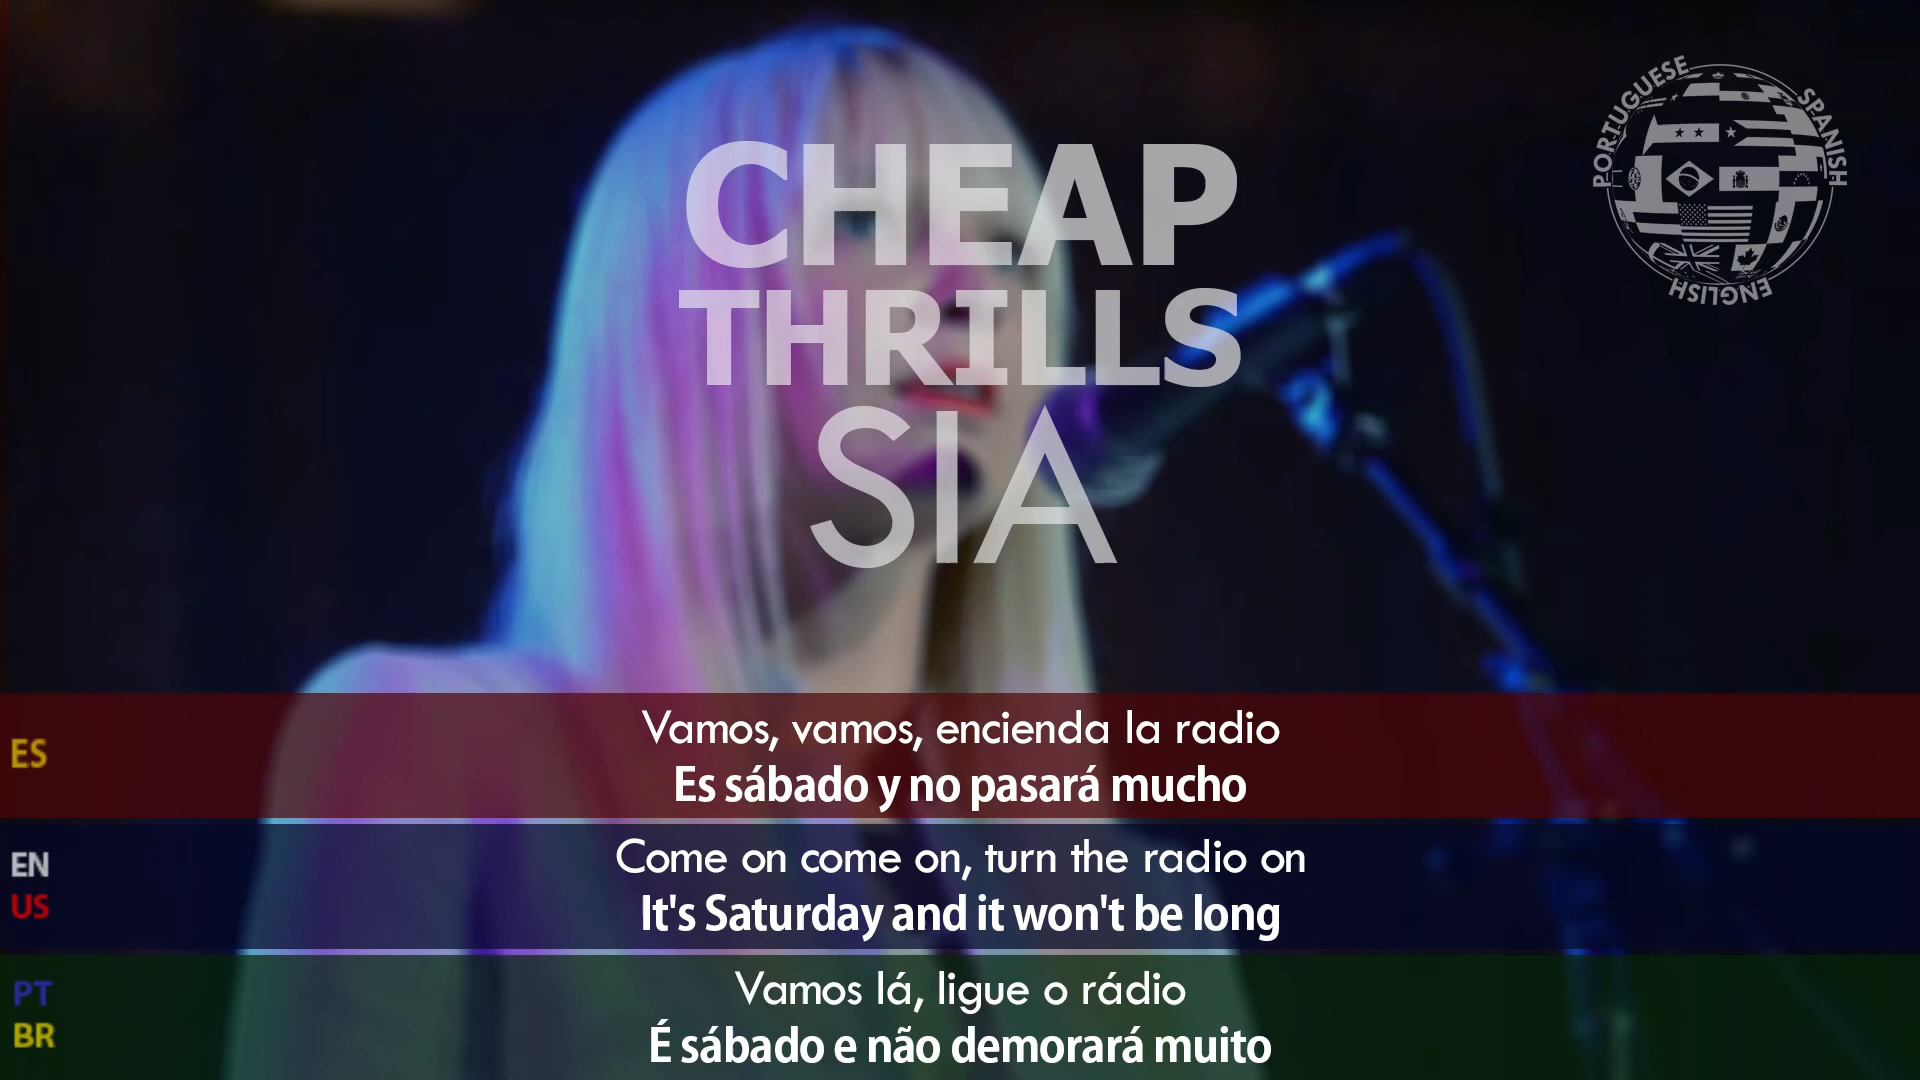 CHEAP
THRILLS
SIA
PORTUGUESE
SPANISH
ENGLISH
ES
Vamos, vamos, encienda la radio
Es sábado y no pasará mucho
EN
US
Come on come on, turn the radio on
It's Saturday and it won't be long
PT
BR
Vamos lá, ligue o rádio
É sábado e não demorará muito